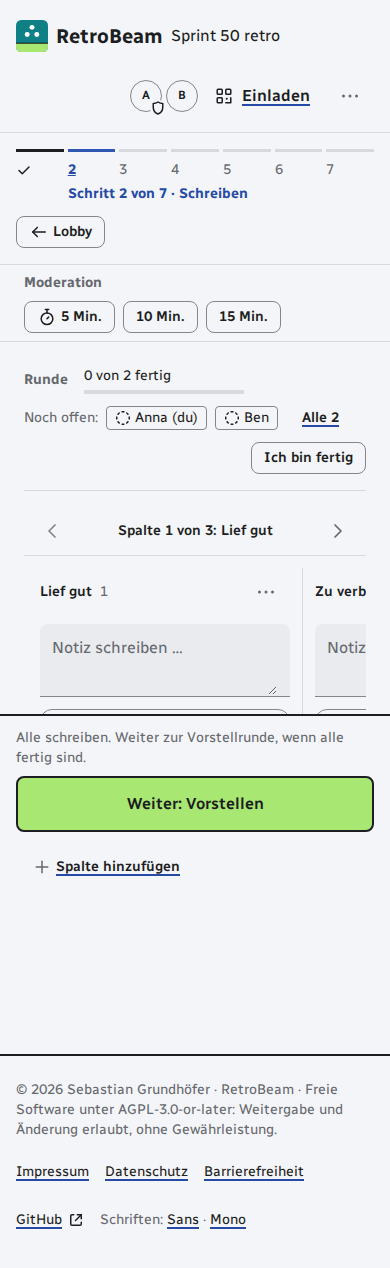 RetroBeam Sprint 50 retro
A B Einladen
2 3 4 5 6 7
Schritt 2 von 7 · Schreiben
Lobby
Moderation
5 Min. 10 Min. 15 Min.
Runde 0 von 2 fertig
Noch offen: Anna (du) Ben Alle 2
Ich bin fertig
Spalte 1 von 3: Lief gut
Lief gut 1 Zu verb
Notiz schreiben … Notiz
Alle schreiben. Weiter zur Vorstellrunde, wenn alle
fertig sind.
Weiter: Vorstellen
Spalte hinzufügen
© 2026 Sebastian Grundhöfer · RetroBeam · Freie
Software unter AGPL-3.0-or-later: Weitergabe und
Änderung erlaubt, ohne Gewährleistung.
Impressum Datenschutz Barrierefreiheit
GitHub Schriften: Sans · Mono